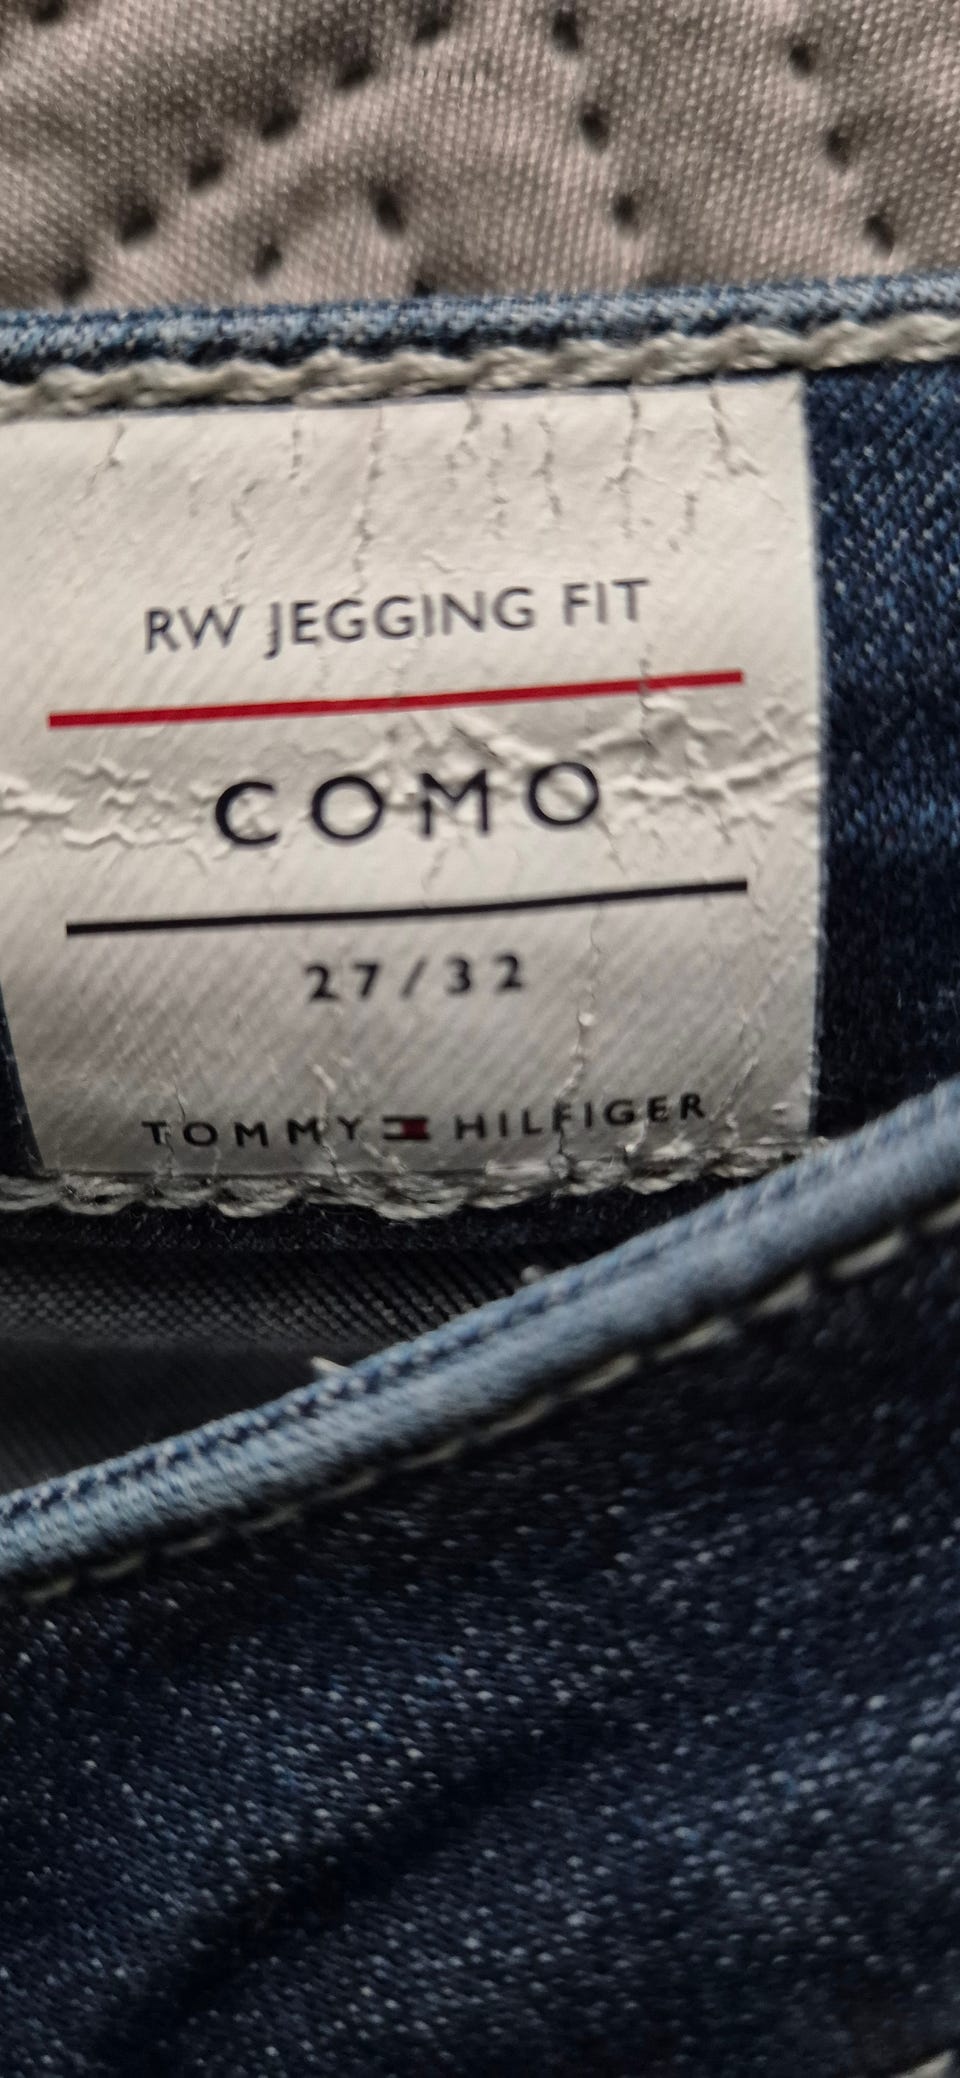 RW JEGGING FIT
COMO
27/32
TOMMY HILFIGER